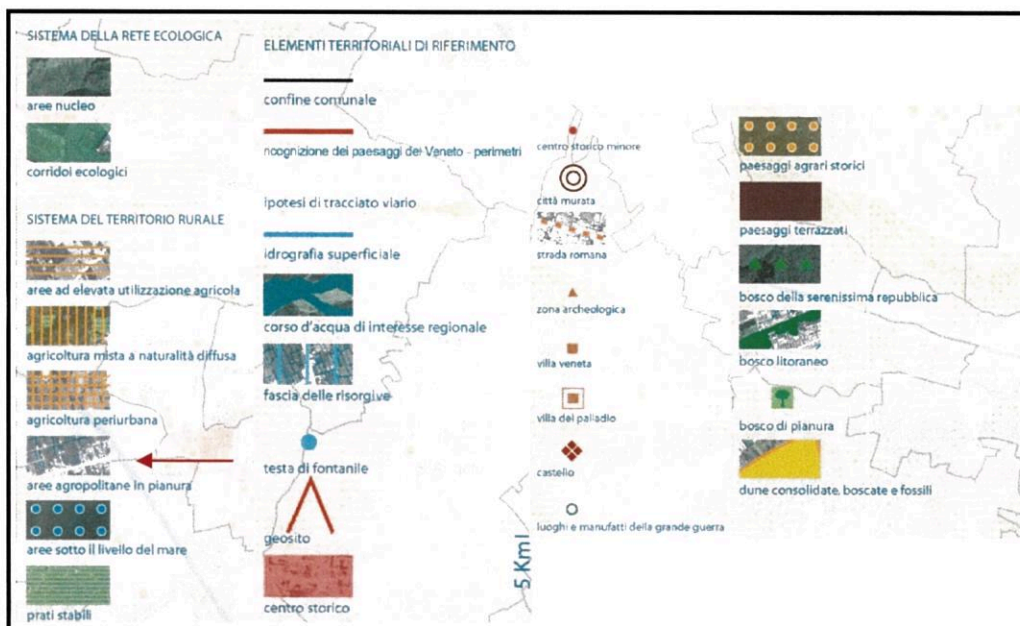 SISTEMA DELLA RETE ECOLOGICA
aree nucleo
corridoi ecologici
SISTEMA DEL TERRITORIO RURALE
aree ad elevata utilizzazione agricola
agricoltura mista a naturalità diffusa
agricoltura periurbana
aree agropolitane in pianura
aree sotto il livello del mare
prati stabili
ELEMENTI TERRITORIALI DI RIFERIMENTO
confine comunale
ricognizione dei paesaggi del Veneto - perimetri
ipotesi di tracciato viario
idrografia superficiale
corso d'acqua di interesse regionale
fascia delle risorgive
testa di fontanile
geosito
centro storico
centro storico minore
città murata
strada romana
zona archeologica
villa veneta
villa del palladio
castello
luoghi e manufatti della grande guerra
5 Km
paesaggi agrari storici
paesaggi terrazzati
bosco della serenissima repubblica
bosco litoraneo
bosco di pianura
dune consolidate, boscate e fossili